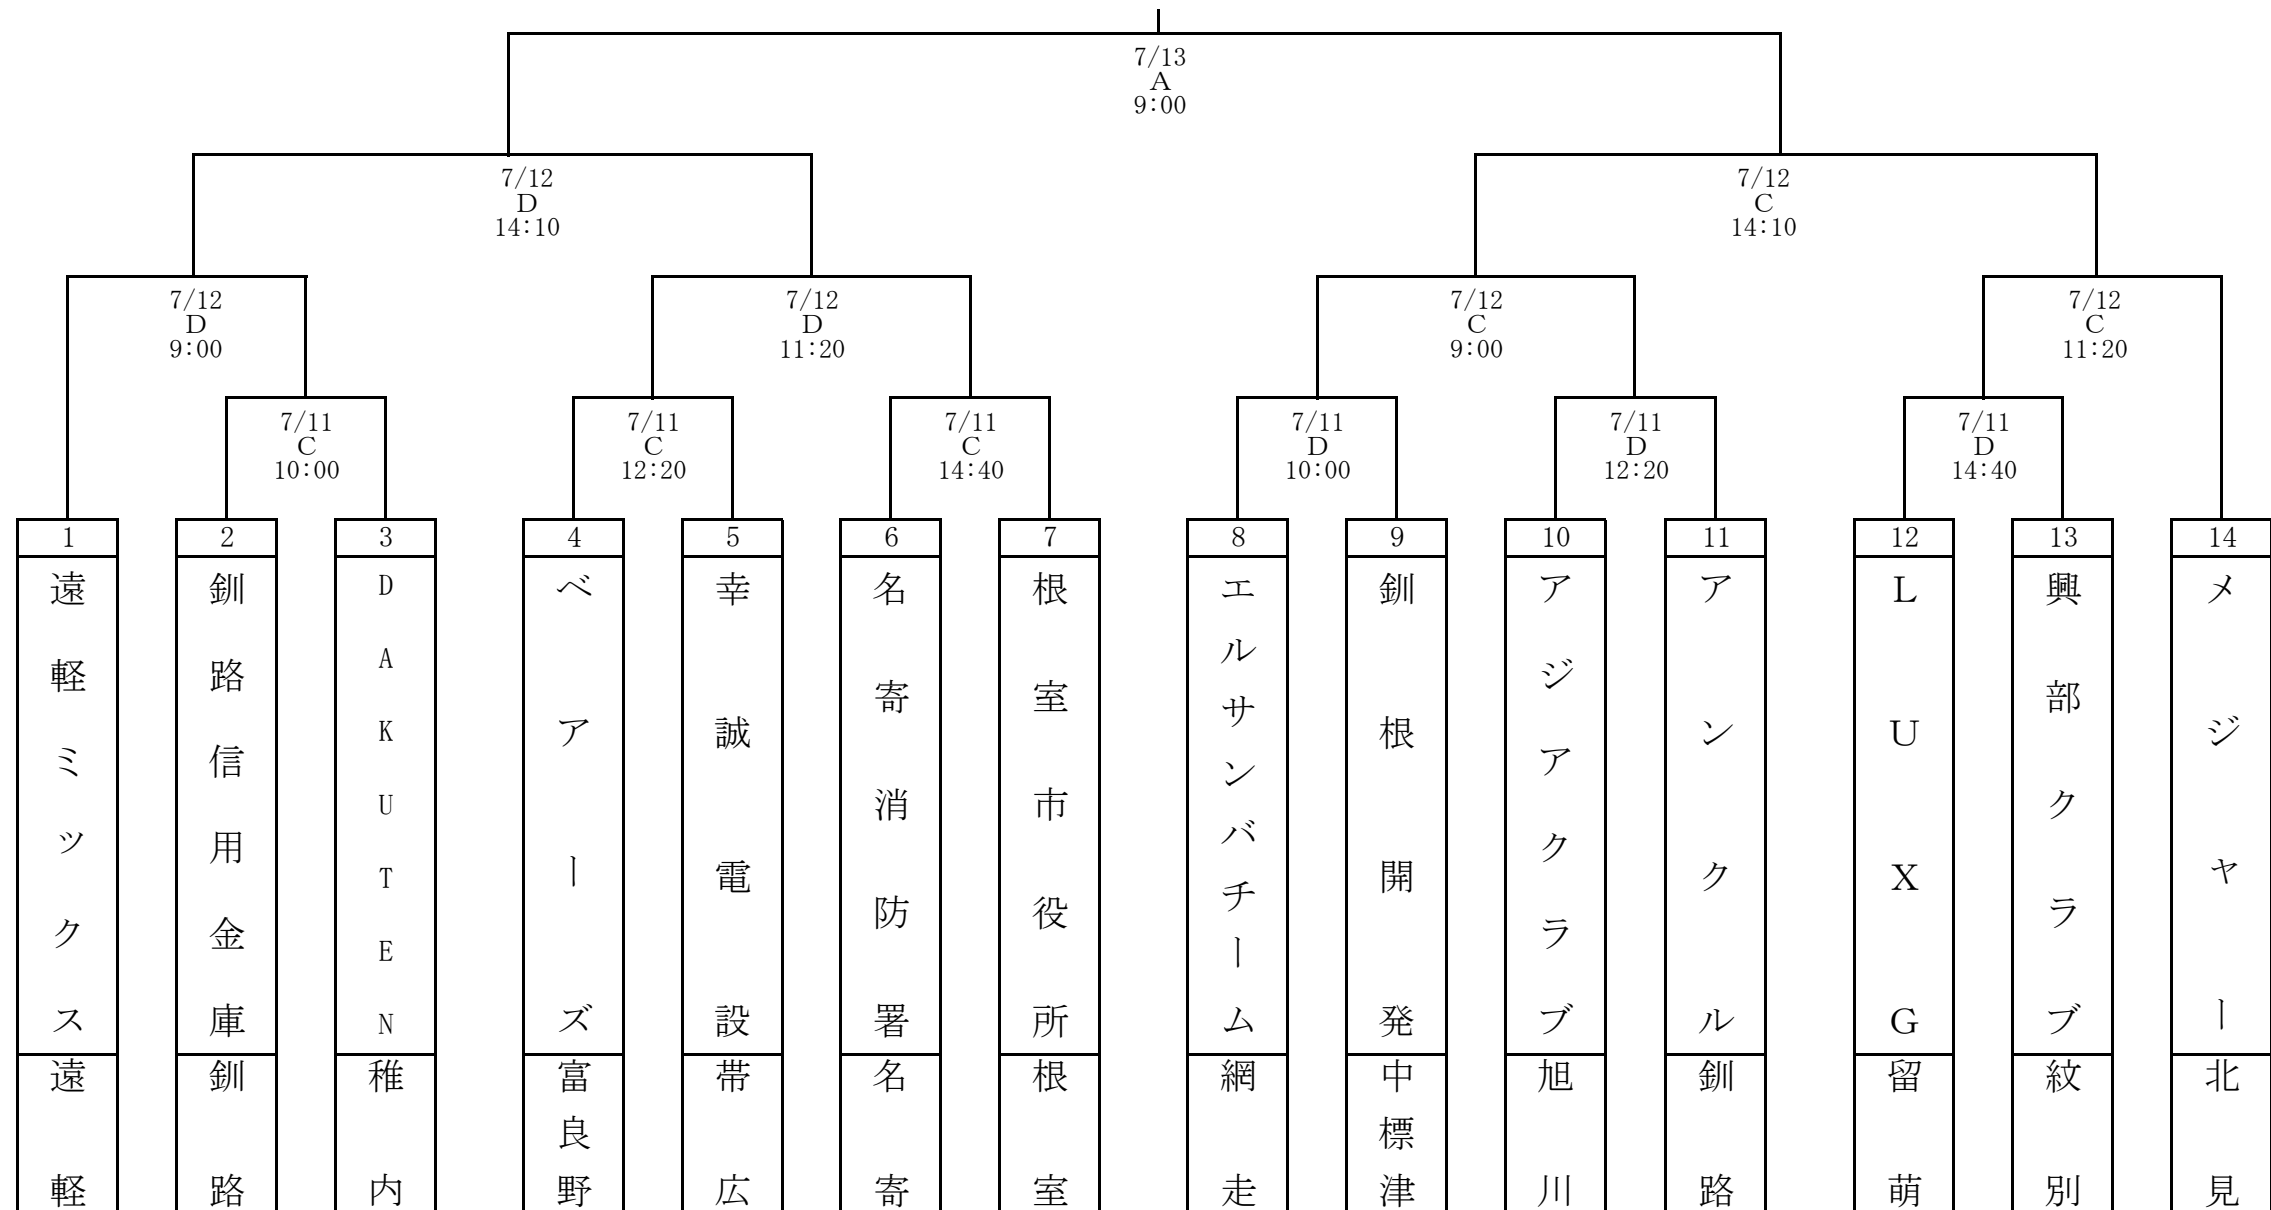 7/13
A
9:00
7/12
D
14:10
7/12
C
14:10
7/12
D
9:00
7/12
D
11:20
7/12
C
9:00
7/12
C
11:20
7/11
C
10:00
7/11
C
12:20
7/11
C
14:40
7/11
D
10:00
7/11
D
12:20
7/11
D
14:40
1
遠軽ミックス
遠軽
2
釧路信用金庫
釧路
3
DAKUTEN
稚内
4
ベアーズ
富良野
5
幸誠電設
帯広
6
名寄消防署
名寄
7
根室市役所
根室
8
エルサンバチーム
網走
9
釧根開発
中標津
10
アジアクラブ
旭川
11
アンクル
釧路
12
LUXG
留萌
13
興部クラブ
紋別
14
メジャー
北見